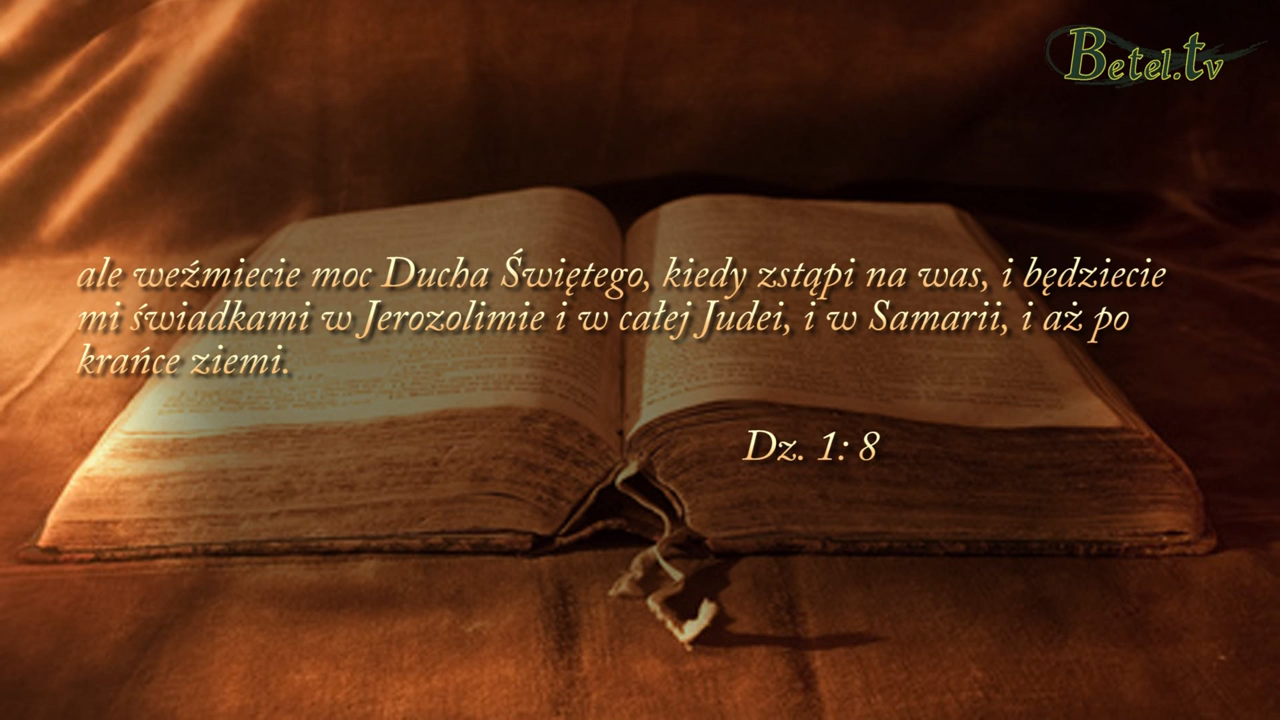 Betel.tv
ale weźmiecie moc Ducha Świętego, kiedy zstąpi na was, i będziecie
mi świadkami w Jerozolimie i w całej Judei, i w Samarii, i aż po
krańce ziemi.
Dz. 1: 8